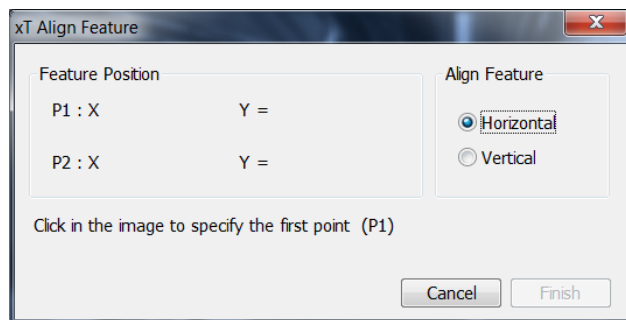 xT Align Feature
X
Feature Position
P1 : X Y =
P2 : X Y =
Align Feature
Horizontal
Vertical
Click in the image to specify the first point (P1)
Cancel Finish